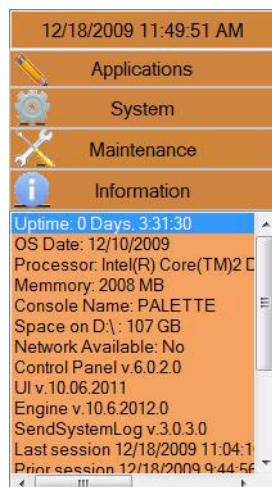 12/18/2009 11:49:51 AM
Applications
System
Maintenance
Information
Uptime: 0 Days, 3:31:30
OS Date: 12/10/2009
Processor: Intel(R) Core(TM)2 D
Memmory: 2008 MB
Console Name: PALETTE
Space on D:\ : 107 GB
Network Available: No
Control Panel v.6.0.2.0
UI v.10.06.2011
Engine v.10.6.2012.0
SendSystemLog v.3.0.3.0
Last session 12/18/2009 11:04:1
Prior session 12/18/2009 9:44:56